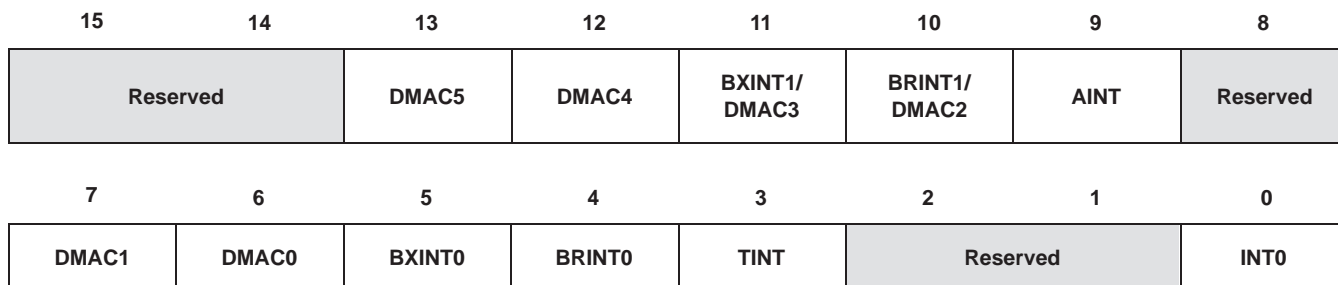 15 14 13 12 11 10 9 8
Reserved DMAC5 DMAC4 BXINT1/ DMAC3 BRINT1/ DMAC2 AINT Reserved
7 6 5 4 3 2 1 0
DMAC1 DMAC0 BXINT0 BRINT0 TINT Reserved INT0